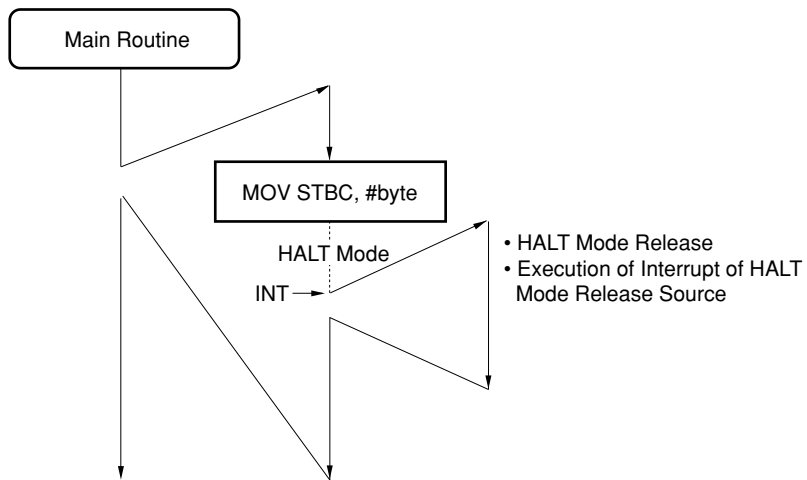 Main Routine
MOV STBC, #byte
HALT Mode
INT
• HALT Mode Release
• Execution of Interrupt of HALT
Mode Release Source